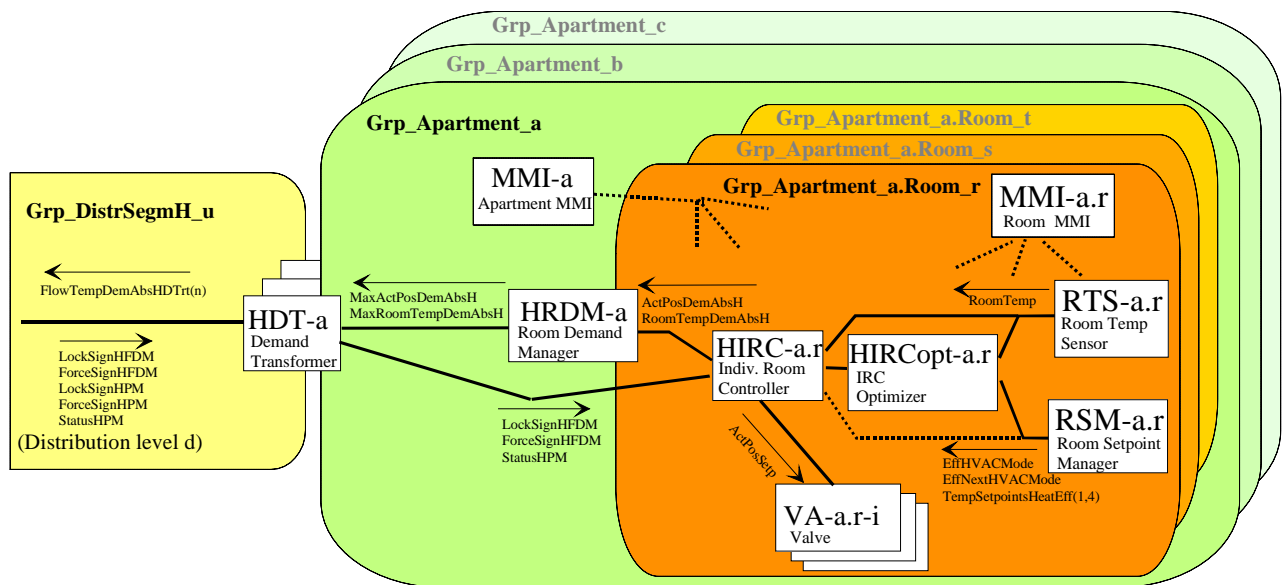 Grp_Apartment_c
Grp_Apartment_b
Grp_Apartment_a
Grp_Apartment_a.Room_t
Grp_Apartment_a.Room_s
Grp_Apartment_a.Room_r
MMI-a
Apartment MMI
MMI-a.r
Room MMI
Grp_DistrSegmH_u
FlowTempDemAbsHDTrt(n)
HDT-a
Demand
Transformer
LockSignHFDM
ForceSignHFDM
LockSignHPM
ForceSignHPM
StatusHPM
(Distribution level d)
MaxActPosDemAbsH
MaxRoomTempDemAbsH
HRDM-a
Room Demand
Manager
ActPosDemAbsH
RoomTempDemAbsH
RoomTemp
RTS-a.r
Room Temp
Sensor
HIRC-a.r
Indiv. Room
Controller
HIRCopt-a.r
IRC
Optimizer
LockSignHFDM
ForceSignHFDM
StatusHPM
ActPosSetp
RSM-a.r
Room Setpoint
Manager
EffHVACMode
EffNextHVACMode
TempSetpointsHeatEff(1,4)
VA-a.r-i
Valve